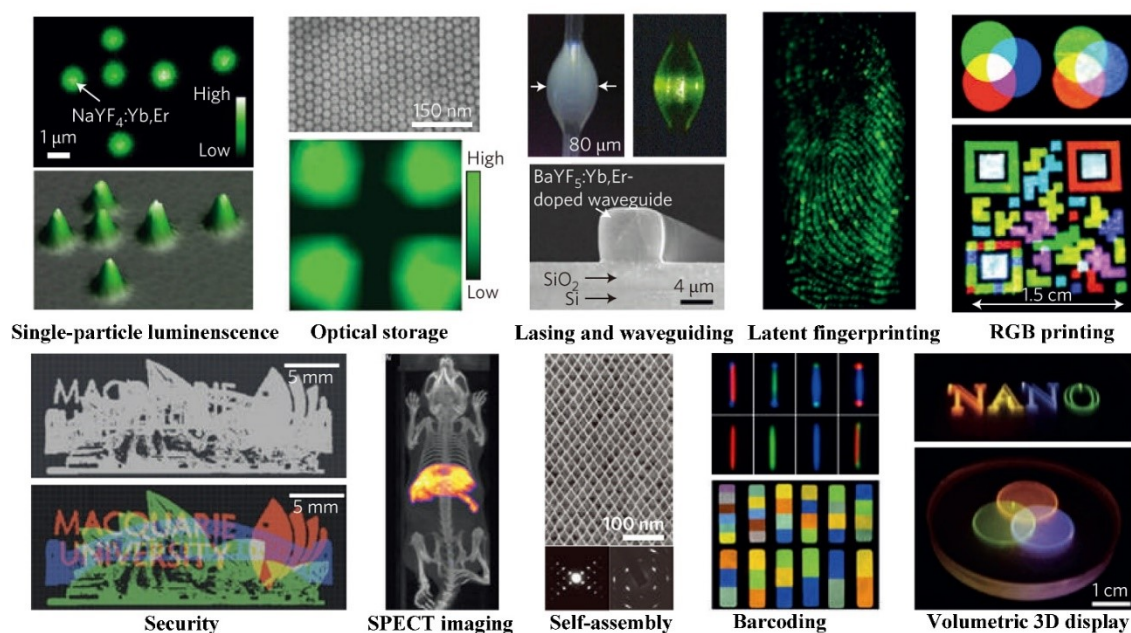 NaYF4:Yb,Er
1 μm
High
Low
150 nm
High
Low
80 μm
BaYF5:Yb,Er-
doped waveguide
SiO2
Si
4 μm
1.5 cm
Single-particle luminenscence
Optical storage
Lasing and waveguiding
Latent fingerprinting
RGB printing
MACQUARIE
5 mm
MACQUARIE
UNIVERSITY
5 mm
100 nm
NANO
1 cm
Security
SPECT imaging
Self-assembly
Barcoding
Volumetric 3D display